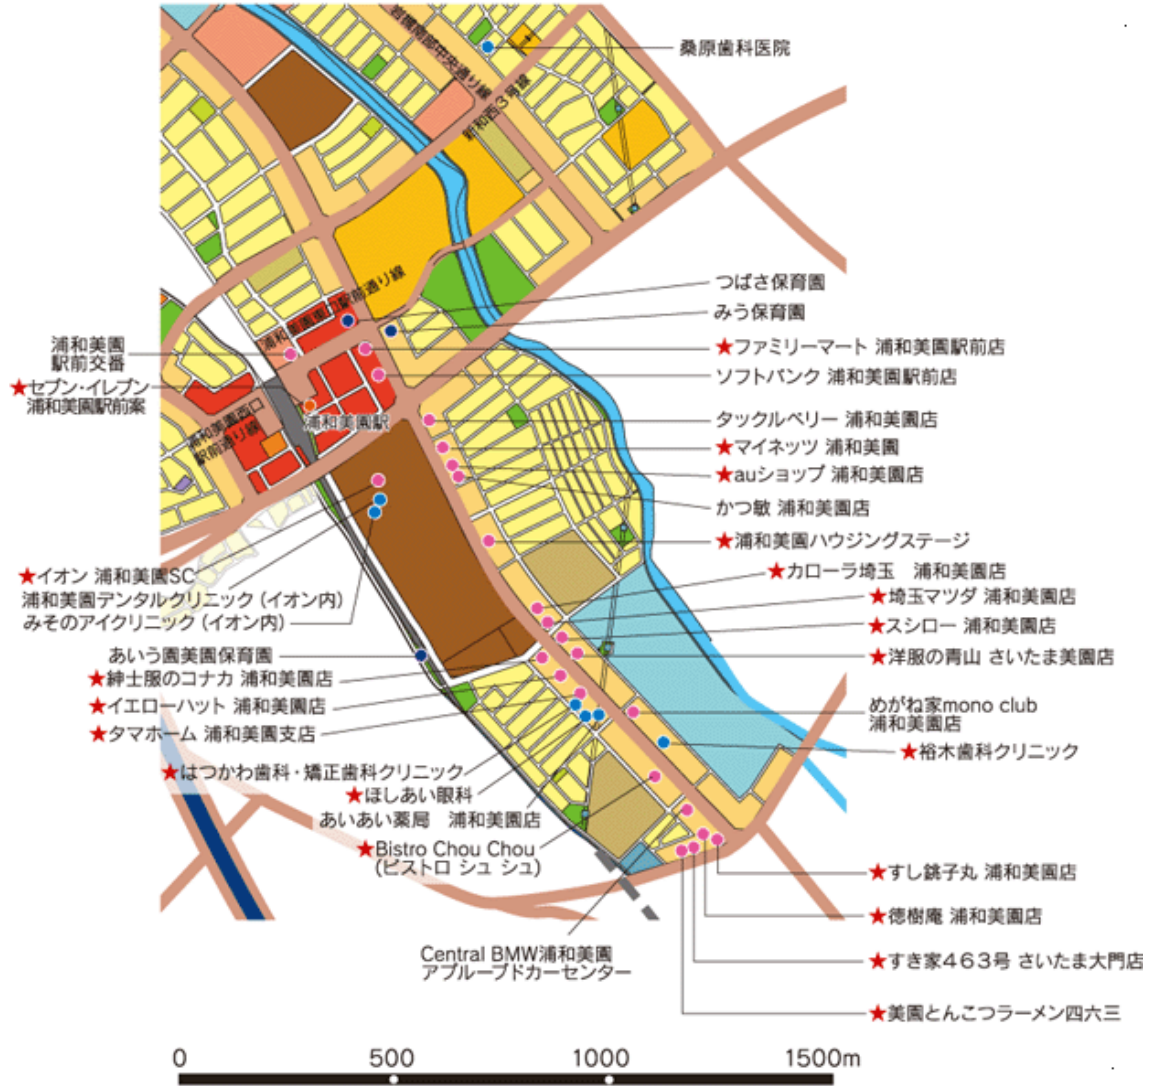 岩槻南部中央通り線
新和西3号線
桑原歯科医院
つばさ保育園
みう保育園
★ファミリーマート 浦和美園駅前店
ソフトバンク 浦和美園駅前店
タックルベリー 浦和美園店
★マイネッツ 浦和美園
★auショップ 浦和美園店
かつ敏 浦和美園店
★浦和美園ハウジングステージ
★カローラ埼玉 浦和美園店
★埼玉マツダ 浦和美園店
★スシロー 浦和美園店
★洋服の青山 さいたま美園店
めがね家mono club
浦和美園店
★裕木歯科クリニック
★すし銚子丸 浦和美園店
★徳樹庵 浦和美園店
★すき家463号 さいたま大門店
★美園とんこつラーメン四六三
浦和美園東口駅前通り線
浦和美園
駅前交番
★セブン・イレブン
浦和美園駅前案
浦和美園西口
駅前通り線
浦和美園駅
★イオン 浦和美園SC
浦和美園デンタルクリニック(イオン内)
みそのアイクリニック(イオン内)
あいう園美園保育園
★紳士服のコナカ 浦和美園店
★イエローハット 浦和美園店
★タマホーム 浦和美園支店
★はつかわ歯科・矯正歯科クリニック
★ほしあい眼科
あいあい薬局 浦和美園店
★Bistro Chou Chou
(ビストロ シュ シュ)
Central BMW浦和美園
アプルーブドカーセンター
0 500 1000 1500m